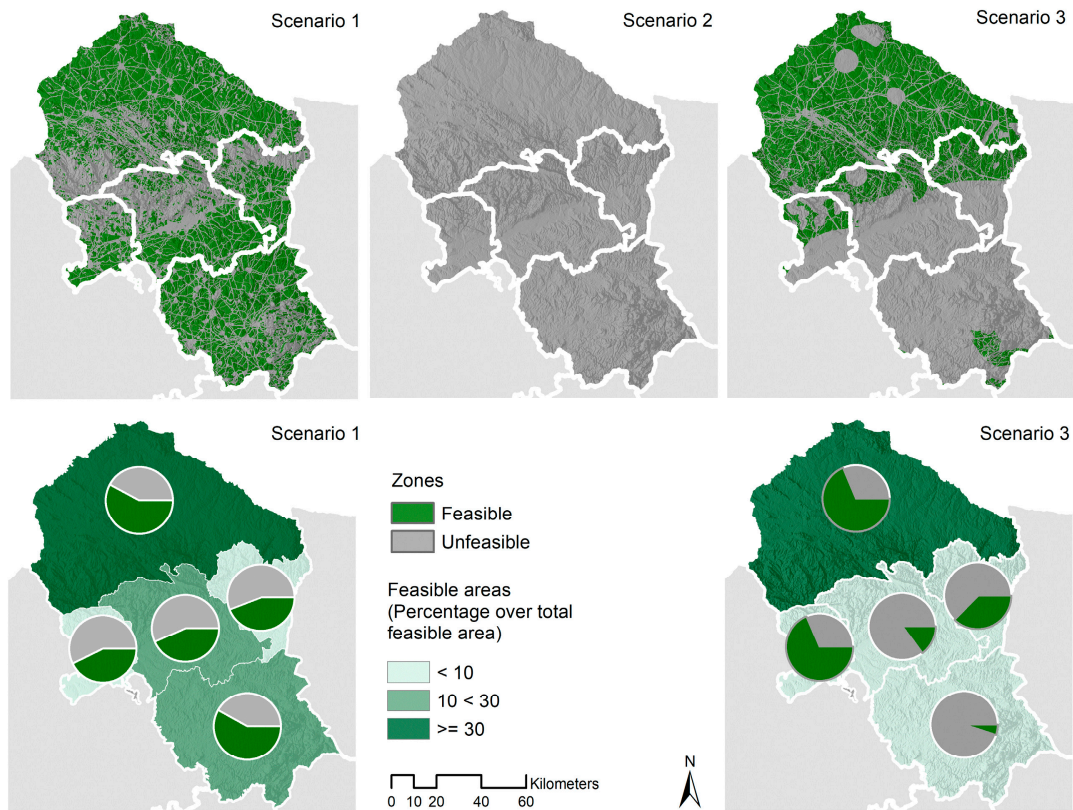 Scenario 1
Scenario 2
Scenario 3
Scenario 1
Zones
Feasible
Unfeasible
Feasible areas
(Percentage over total
feasible area)
< 10
10 < 30
>= 30
Kilometers
0 10 20 40 60
N
Scenario 3